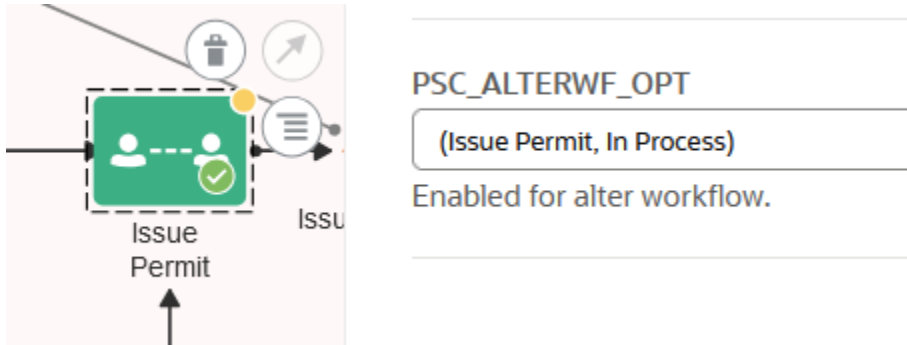 Issue
Permit
Issu
PSC_ALTERWF_OPT
(Issue Permit, In Process)
Enabled for alter workflow.